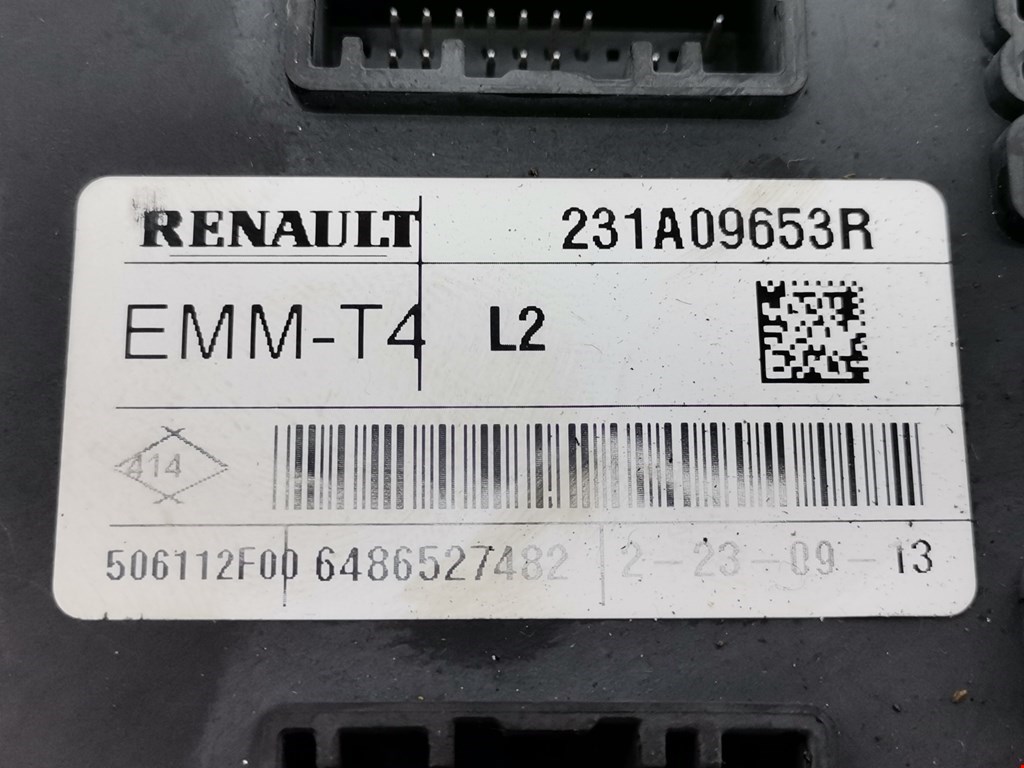 RENAULT 231A09653R
EMM-T4 L2
414
506112F00 6486527482 2-23-09-13